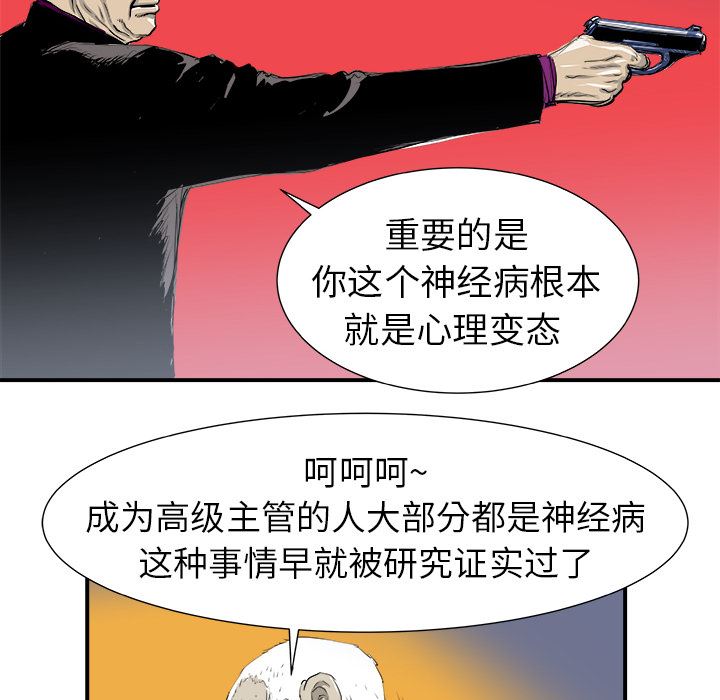 重要的是
你这个神经病根本
就是心理变态
呵呵呵~
成为高级主管的人大部分都是神经病
这种事情早就被研究证实过了